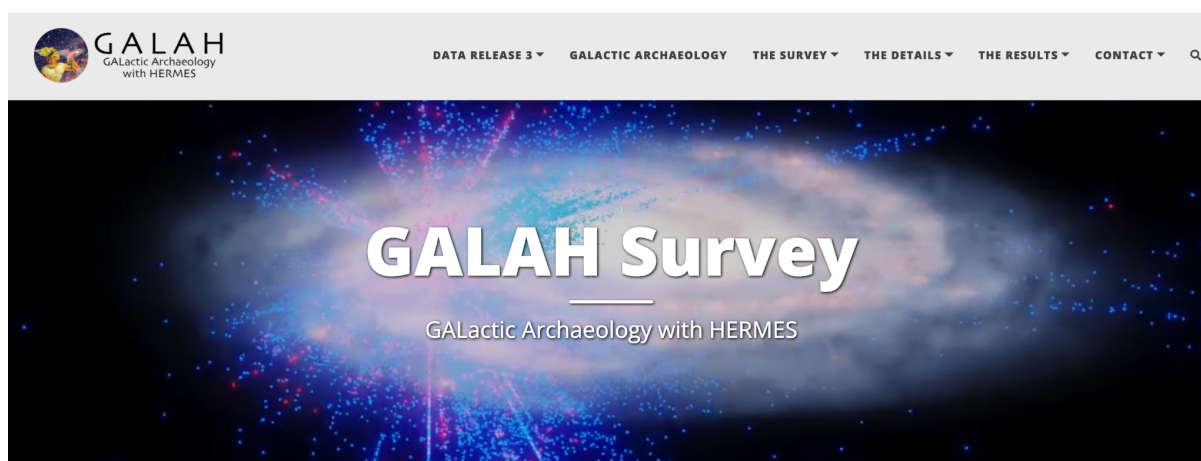 GALAH
GALactic Archaeology
with HERMES
DATA RELEASE 3 GALACTIC ARCHAEOLOGY THE SURVEY THE DETAILS THE RESULTS CONTACT
GALAH Survey
GALactic Archaeology with HERMES